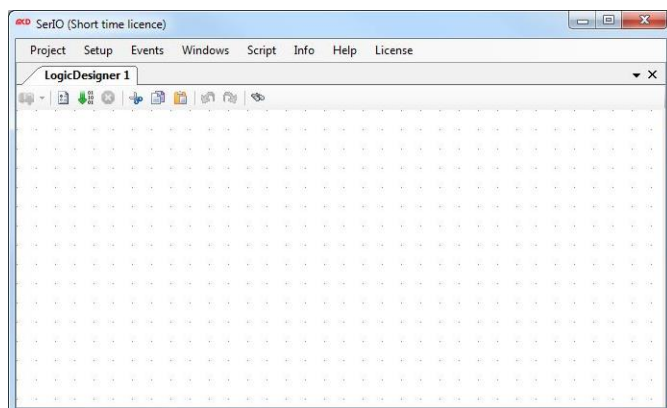 SerIO (Short time licence)
Project Setup Events Windows Script Info Help License
LogicDesigner 1